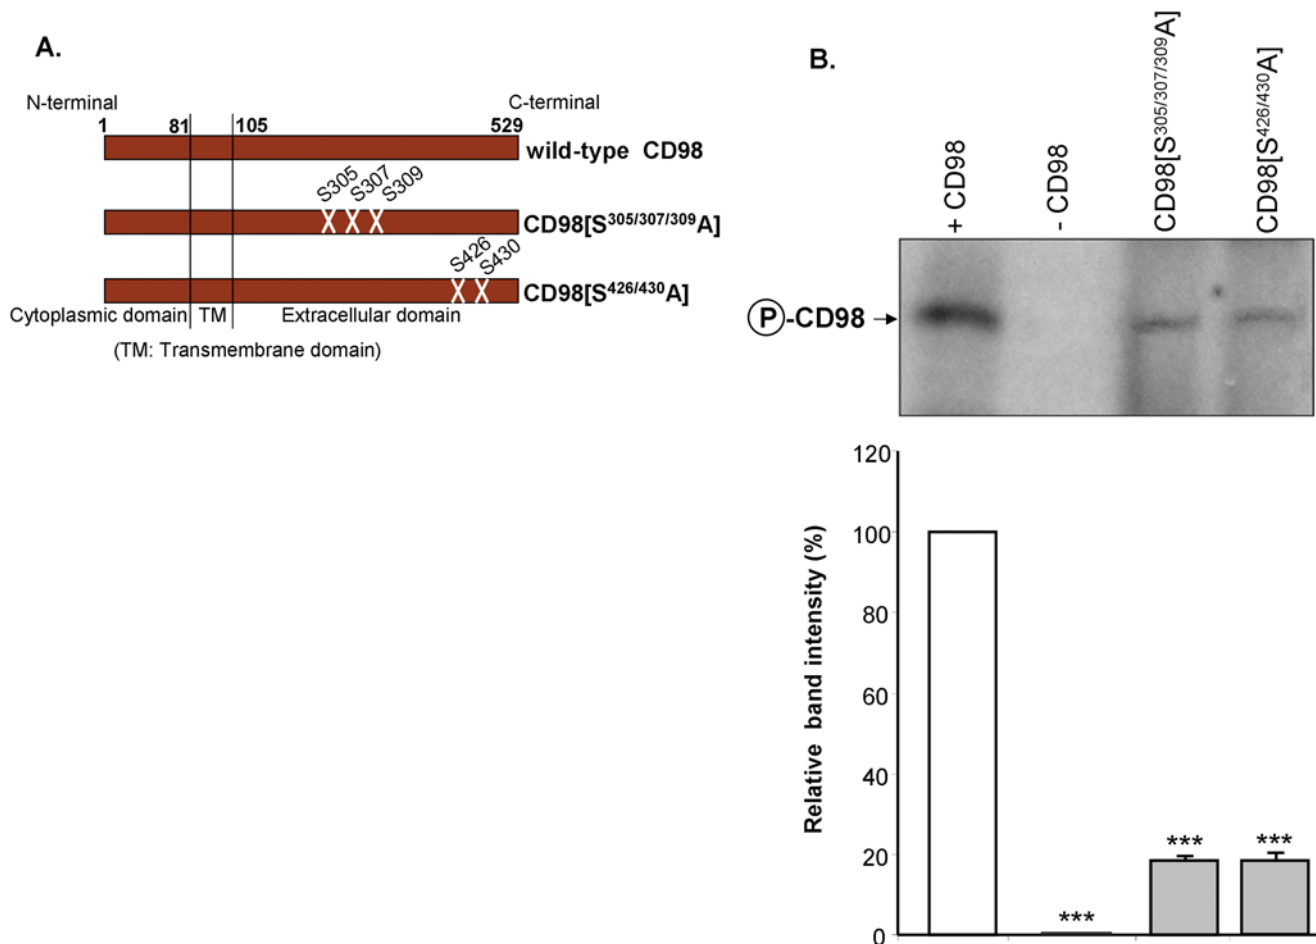 A.
N-terminal
C-terminal
1 81 105 529
wild-type CD98
S305 S307 S309
CD98[S305/307/309A]
S426 S430
CD98[S426/430A]
Cytoplasmic domain TM Extracellular domain
(TM: Transmembrane domain)
B.
+ CD98
- CD98
CD98[S305/307/309A]
CD98[S426/430A]
P-CD98
Relative band intensity (%)
120
100
80
60
40
20
0
***
***
***